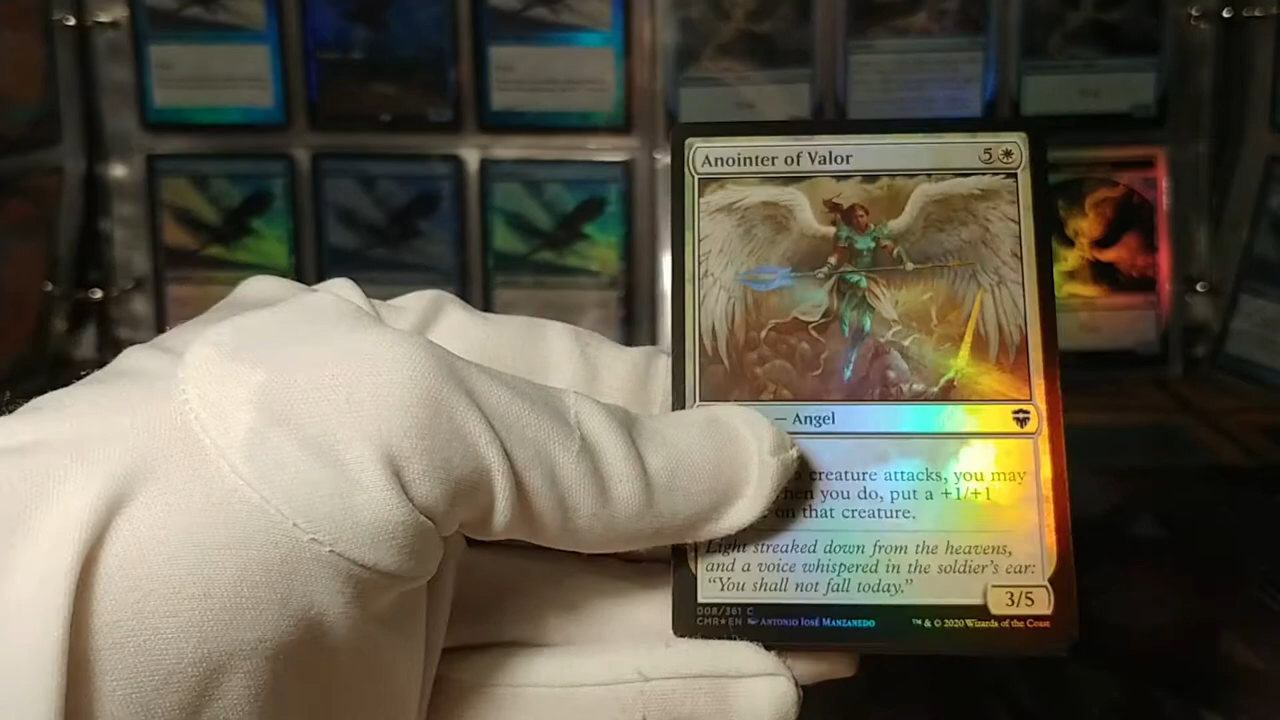 Anointer of Valor 5
— Angel
a creature attacks, you may
when you do, put a +1/+1
on that creature.
Light streaked down from the heavens,
and a voice whispered in the soldier's ear:
"You shall not fall today."
3/5
008/361 C
CMR★EN Antonio José Manzanedo ™ & © 2020 Wizards of the Coast